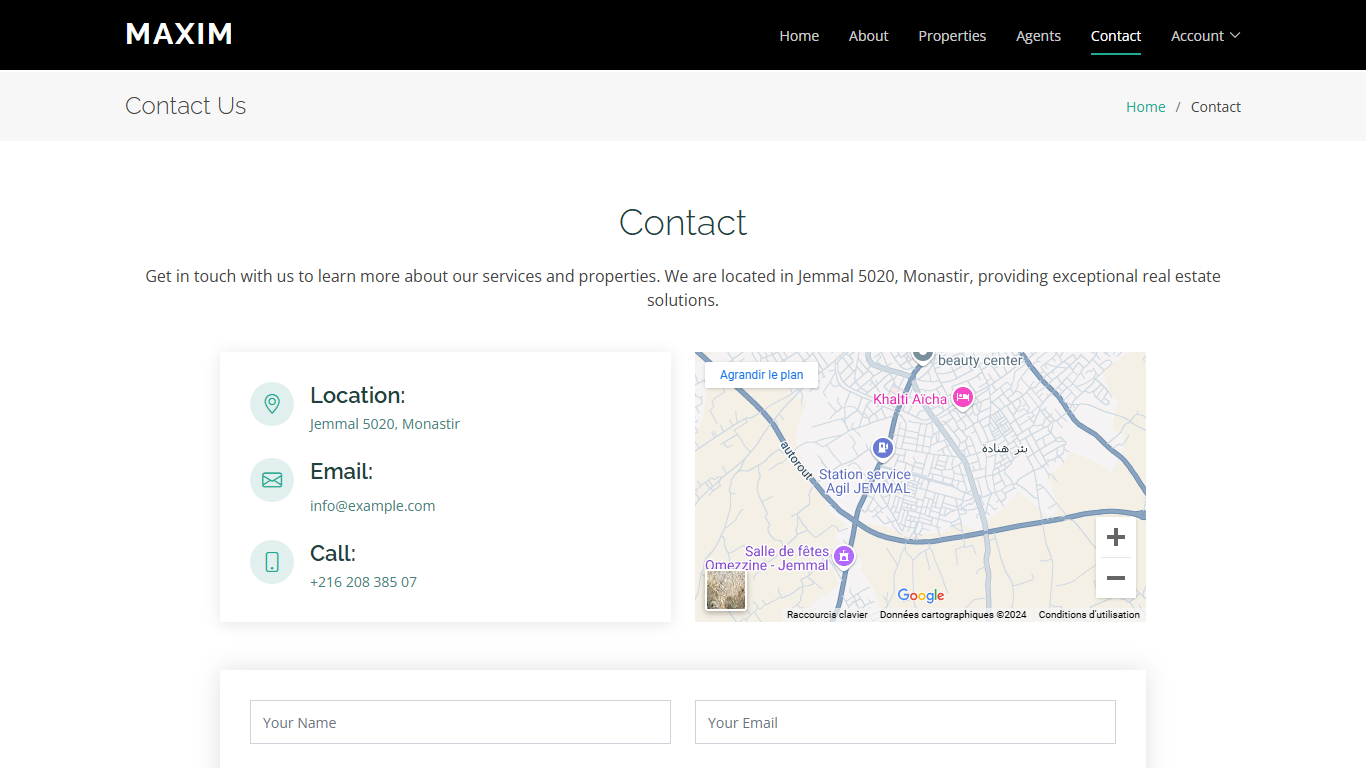 MAXIM
Home
About
Properties
Agents
Contact
Account
Contact Us
Home / Contact
Contact
Get in touch with us to learn more about our services and properties. We are located in Jemmal 5020, Monastir, providing exceptional real estate
solutions.
Location:
Jemmal 5020, Monastir
Email:
info@example.com
Call:
+216 208 385 07
beauty center
Agrandir le plan
Khalti Aïcha
autorout
بئر هنادة
Station service
Agil JEMMAL
Salle de fêtes
Omezzine - Jemmal
Google
Raccourcis clavier
Données cartographiques ©2024
Conditions d'utilisation
Your Name
Your Email